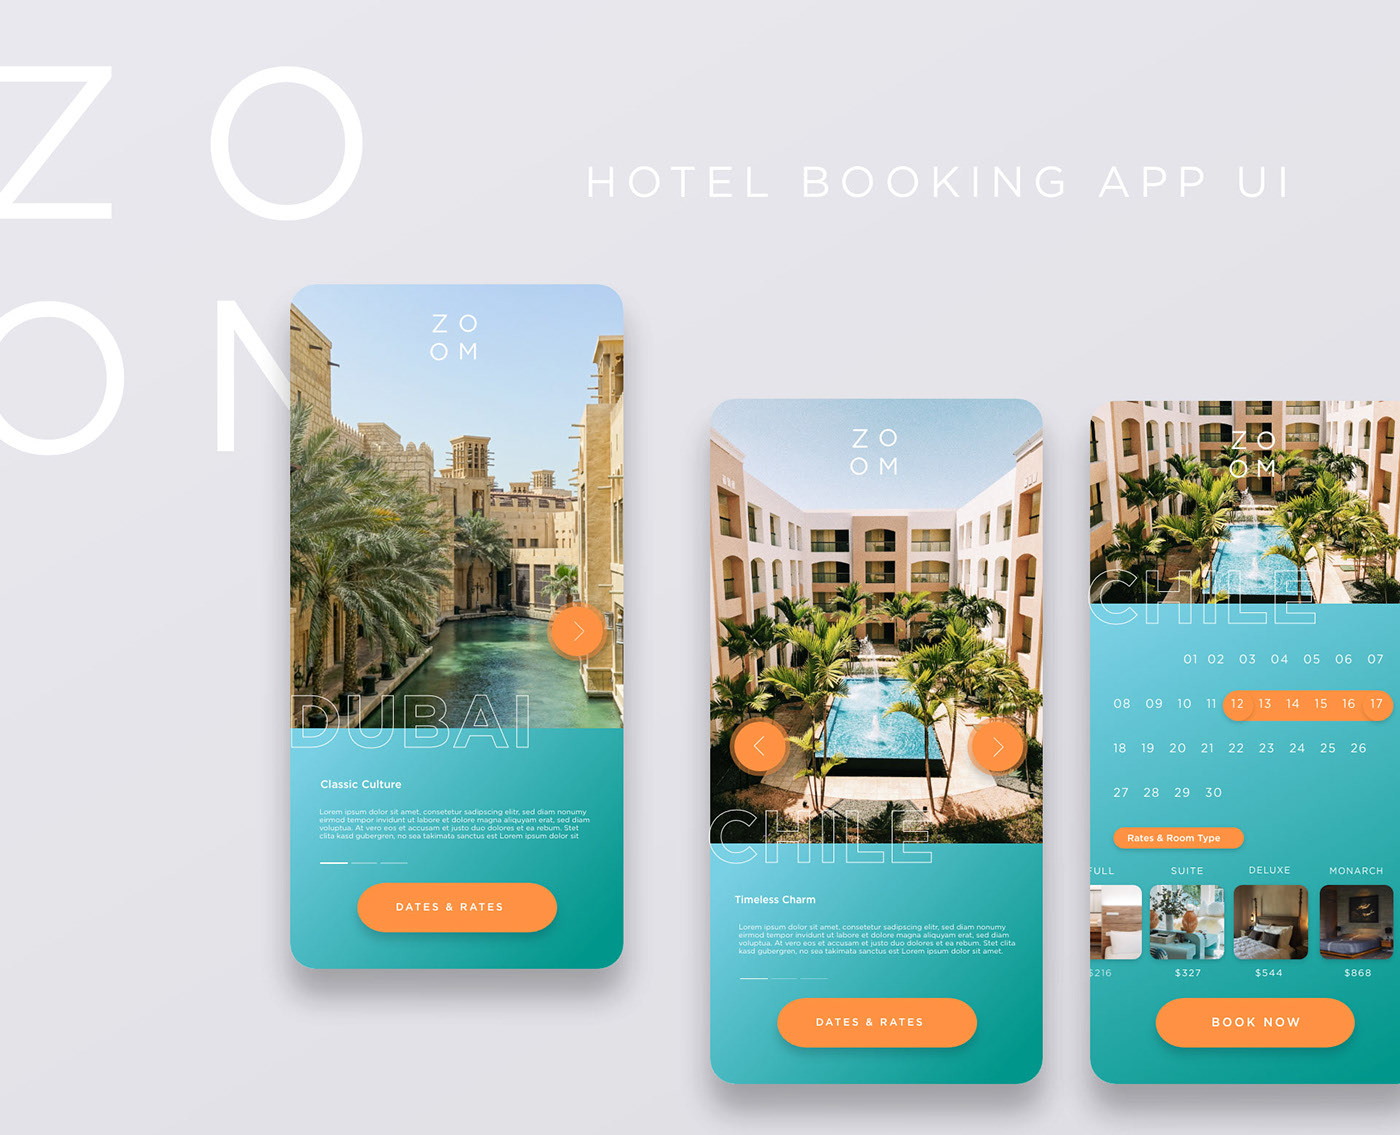 ZO
HOTEL BOOKING APP UI
OM
ZO
OM
DUBAI
Classic Culture
Lorem ipsum dolor sit amet, consetetur sadipscing elitr, sed diam nonumy
eirmod tempor invidunt ut labore et dolore magna aliquyam erat, sed diam
voluptua. At vero eos et accusam et justo duo dolores et ea rebum. Stet
clita kasd gubergren, no sea takimata sanctus est Lorem ipsum dolor sit
DATES & RATES
ZO
OM
CHILE
Timeless Charm
Lorem ipsum dolor sit amet, consetetur sadipscing elitr, sed diam nonumy
eirmod tempor invidunt ut labore et dolore magna aliquyam erat, sed diam
voluptua. At vero eos et accusam et justo duo dolores et ea rebum. Stet
clita kasd gubergren, no sea takimata sanctus est Lorem ipsum dolor sit amet.
DATES & RATES
ZO
OM
CHILE
01 02 03 04 05 06 07
08 09 10 11 12 13 14 15 16 17
18 19 20 21 22 23 24 25 26
27 28 29 30
Rates & Room Type
FULL SUITE DELUXE MONARCH
$216 $327 $544 $868
BOOK NOW